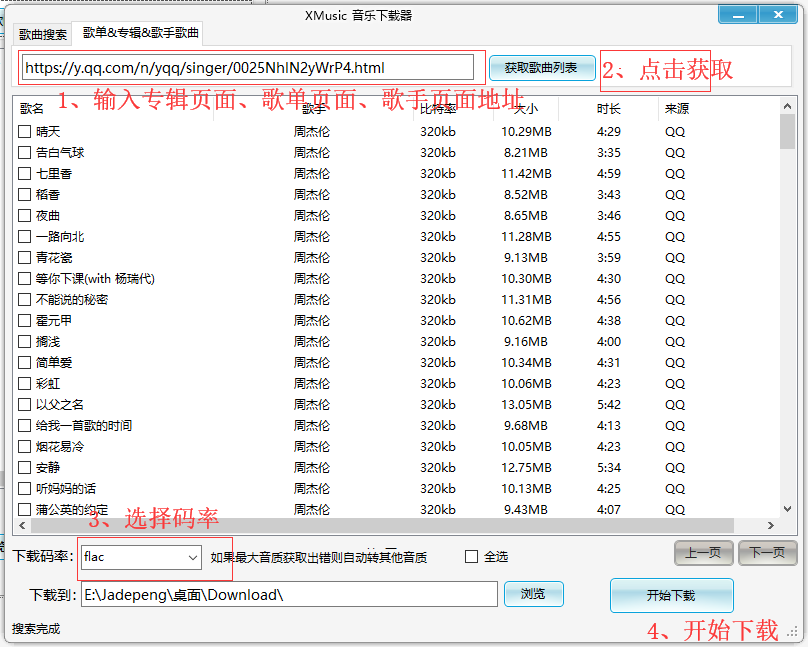 XMusic 音乐下载器
歌曲搜索 歌单&专辑&歌手歌曲
https://y.qq.com/n/yqq/singer/0025NhlN2yWrP4.html 获取歌曲列表 2、点击获取
1、输入专辑页面、歌单页面、歌手页面地址
歌名 歌手 比特率 大小 时长 来源
晴天 周杰伦 320kb 10.29MB 4:29 QQ
告白气球 周杰伦 320kb 8.21MB 3:35 QQ
七里香 周杰伦 320kb 11.42MB 4:59 QQ
稻香 周杰伦 320kb 8.52MB 3:43 QQ
夜曲 周杰伦 320kb 8.65MB 3:46 QQ
一路向北 周杰伦 320kb 11.28MB 4:55 QQ
青花瓷 周杰伦 320kb 9.13MB 3:59 QQ
等你下课(with 杨瑞代) 周杰伦 320kb 10.30MB 4:30 QQ
不能说的秘密 周杰伦 320kb 11.31MB 4:56 QQ
霍元甲 周杰伦 320kb 10.62MB 4:38 QQ
搁浅 周杰伦 320kb 9.16MB 4:00 QQ
简单爱 周杰伦 320kb 10.34MB 4:31 QQ
彩虹 周杰伦 320kb 10.06MB 4:23 QQ
以父之名 周杰伦 320kb 13.05MB 5:42 QQ
给我一首歌的时间 周杰伦 320kb 9.68MB 4:13 QQ
烟花易冷 周杰伦 320kb 10.05MB 4:23 QQ
安静 周杰伦 320kb 12.75MB 5:34 QQ
听妈妈的话 周杰伦 320kb 10.13MB 4:25 QQ
蒲公英的约定 周杰伦 320kb 9.43MB 4:07 QQ
3、选择码率
下载码率: flac 如果最大音质获取出错则自动转其他音质 全选 上一页 下一页
下载到: E:\Jadepeng\桌面\Download\ 浏览 开始下载
搜索完成 4、开始下载